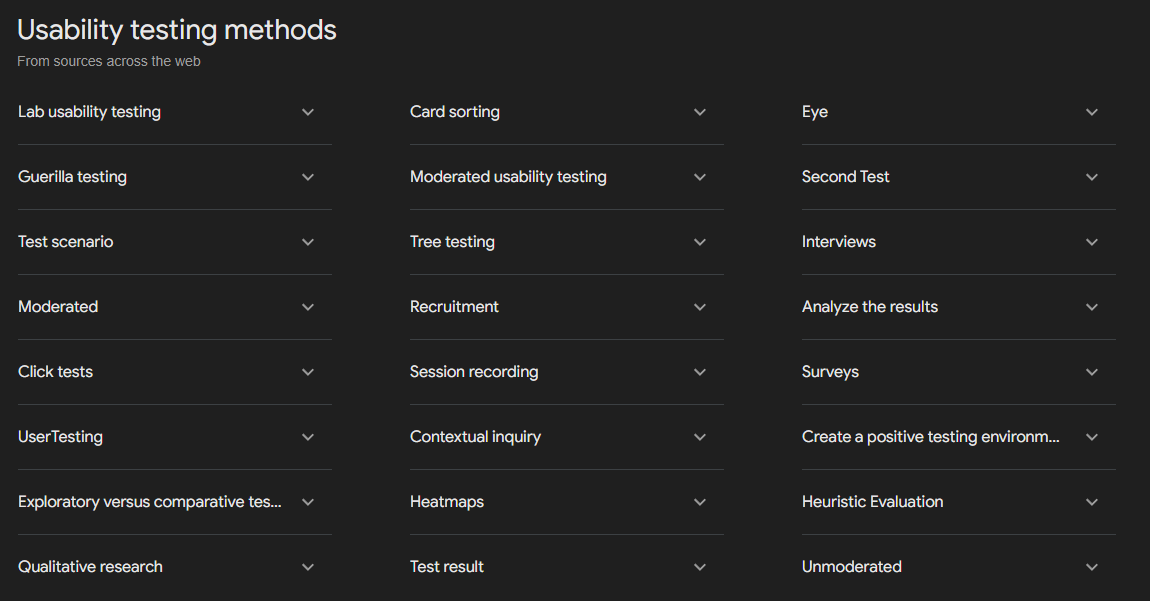 Usability testing methods
From sources across the web
Lab usability testing
Card sorting
Eye
Guerilla testing
Moderated usability testing
Second Test
Test scenario
Tree testing
Interviews
Moderated
Recruitment
Analyze the results
Click tests
Session recording
Surveys
UserTesting
Contextual inquiry
Create a positive testing environm...
Exploratory versus comparative tes...
Heatmaps
Heuristic Evaluation
Qualitative research
Test result
Unmoderated